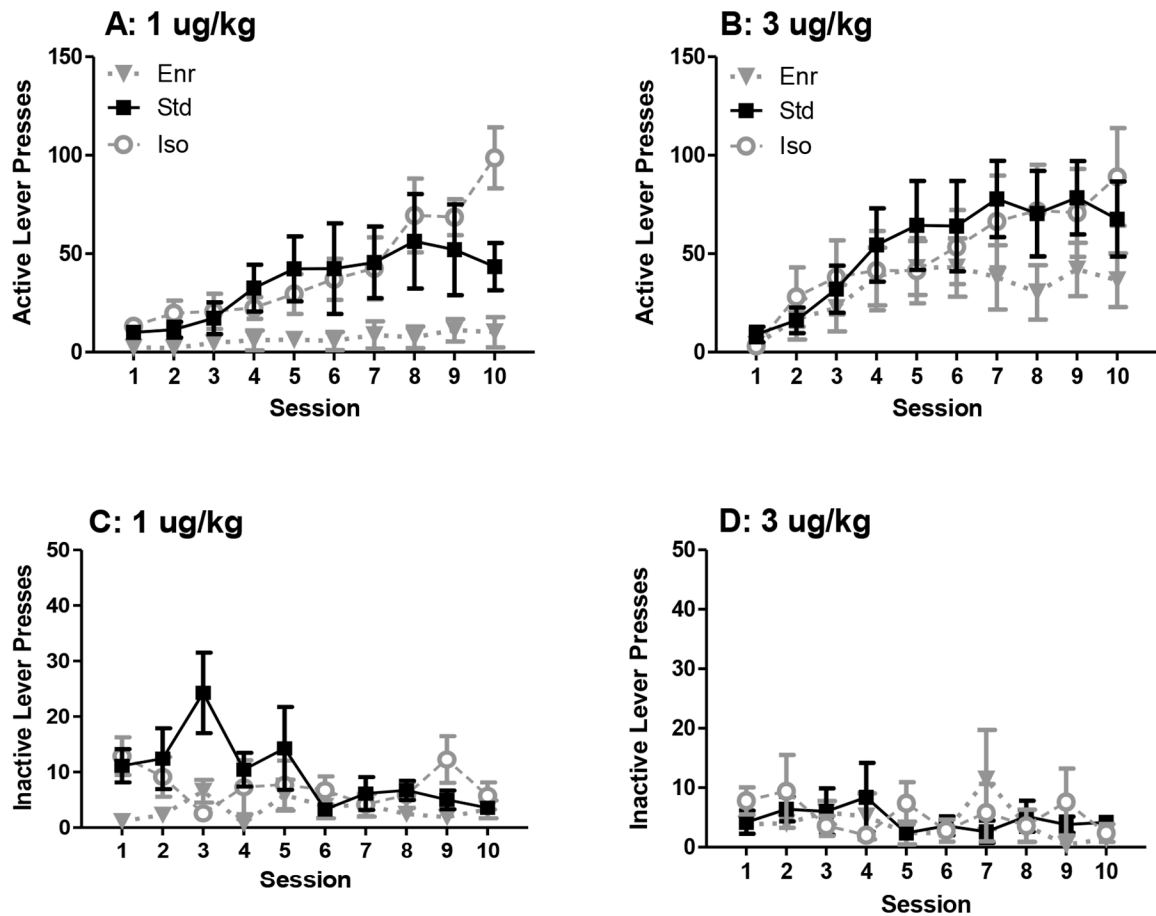 A: 1 ug/kg
150
100
50
0
Active Lever Presses
Enr
Std
Iso
1 2 3 4 5 6 7 8 9 10
Session
B: 3 ug/kg
150
100
50
0
Active Lever Presses
Enr
Std
Iso
1 2 3 4 5 6 7 8 9 10
Session
C: 1 ug/kg
50
40
30
20
10
0
Inactive Lever Presses
1 2 3 4 5 6 7 8 9 10
Session
D: 3 ug/kg
50
40
30
20
10
0
Inactive Lever Presses
1 2 3 4 5 6 7 8 9 10
Session